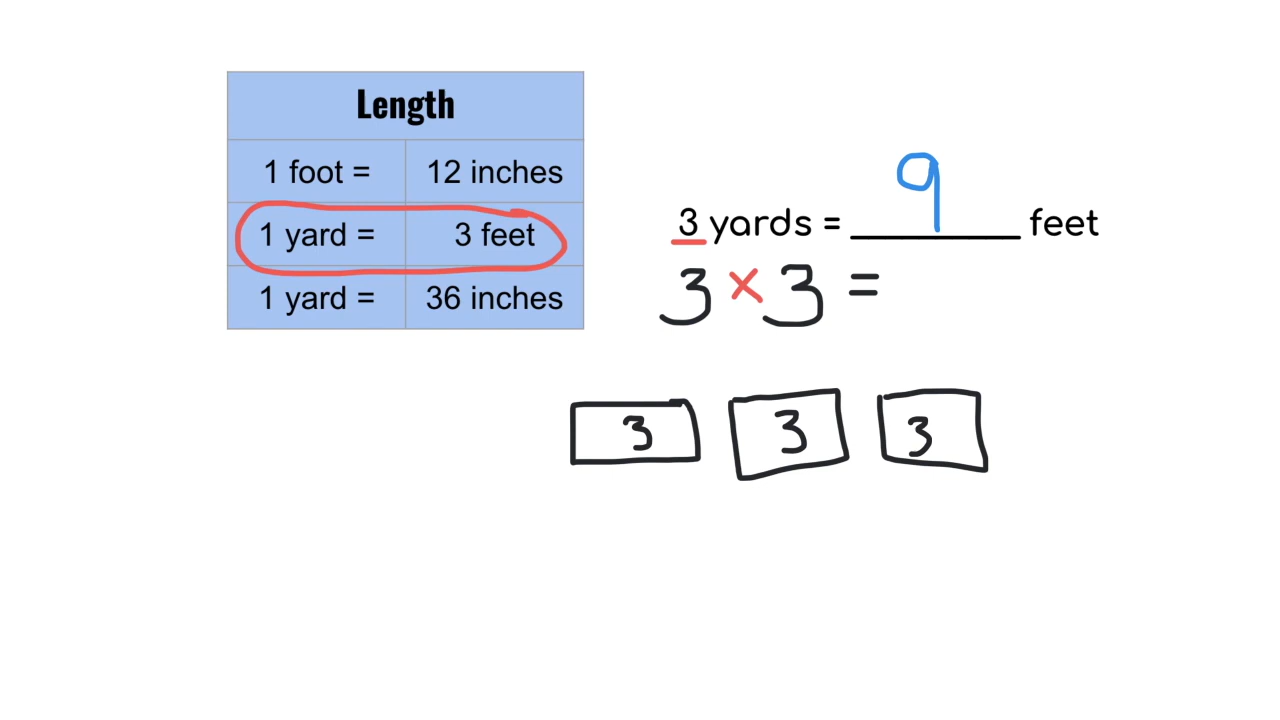 Length
1 foot = 12 inches
1 yard = 3 feet
1 yard = 36 inches
9
3 yards = __________ feet
3 × 3 =
3 3 3